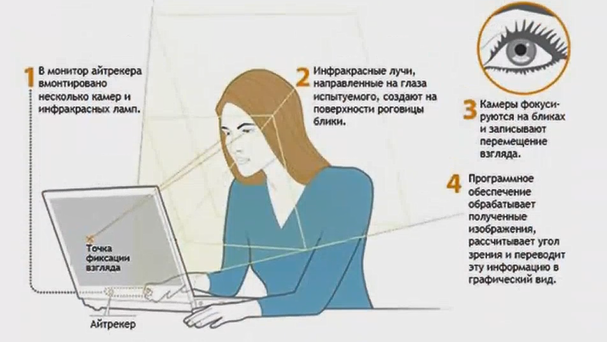 1 В монитор айтрекера
вмонтировано
несколько камер и
инфракрасных ламп.
2 Инфракрасные лучи,
направленные на глаза
испытуемого, создают на
поверхности роговицы
блики.
3 Камеры фокуси-
руются на бликах
и записывают
перемещение
взгляда.
4 Программное
обеспечение
обрабатывает
полученные
изображения,
рассчитывает угол
зрения и переводит
эту информацию в
графический вид.
Точка
фиксации
взгляда
Айтрекер